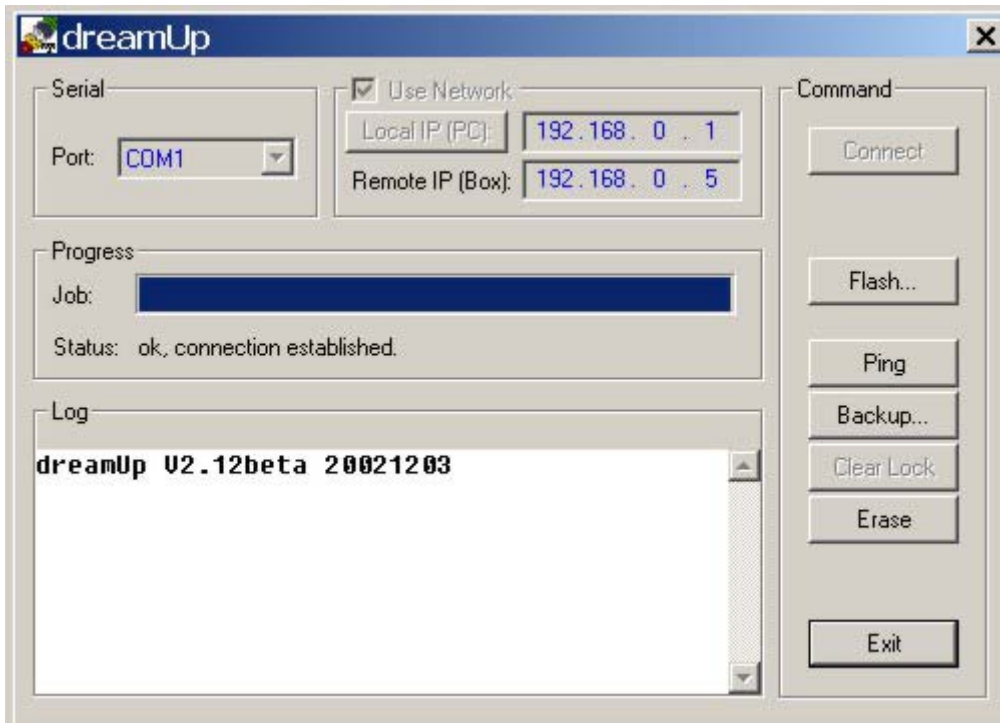 dreamUp
Serial
Port: COM1
Use Network
Local IP (PC): 192.168. 0 . 1
Remote IP (Box): 192.168. 0 . 5
Progress
Job:
Status: ok, connection established.
Log
dreamUp V2.12beta 20021203
Command
Connect
Flash...
Ping
Backup...
Clear Lock
Erase
Exit